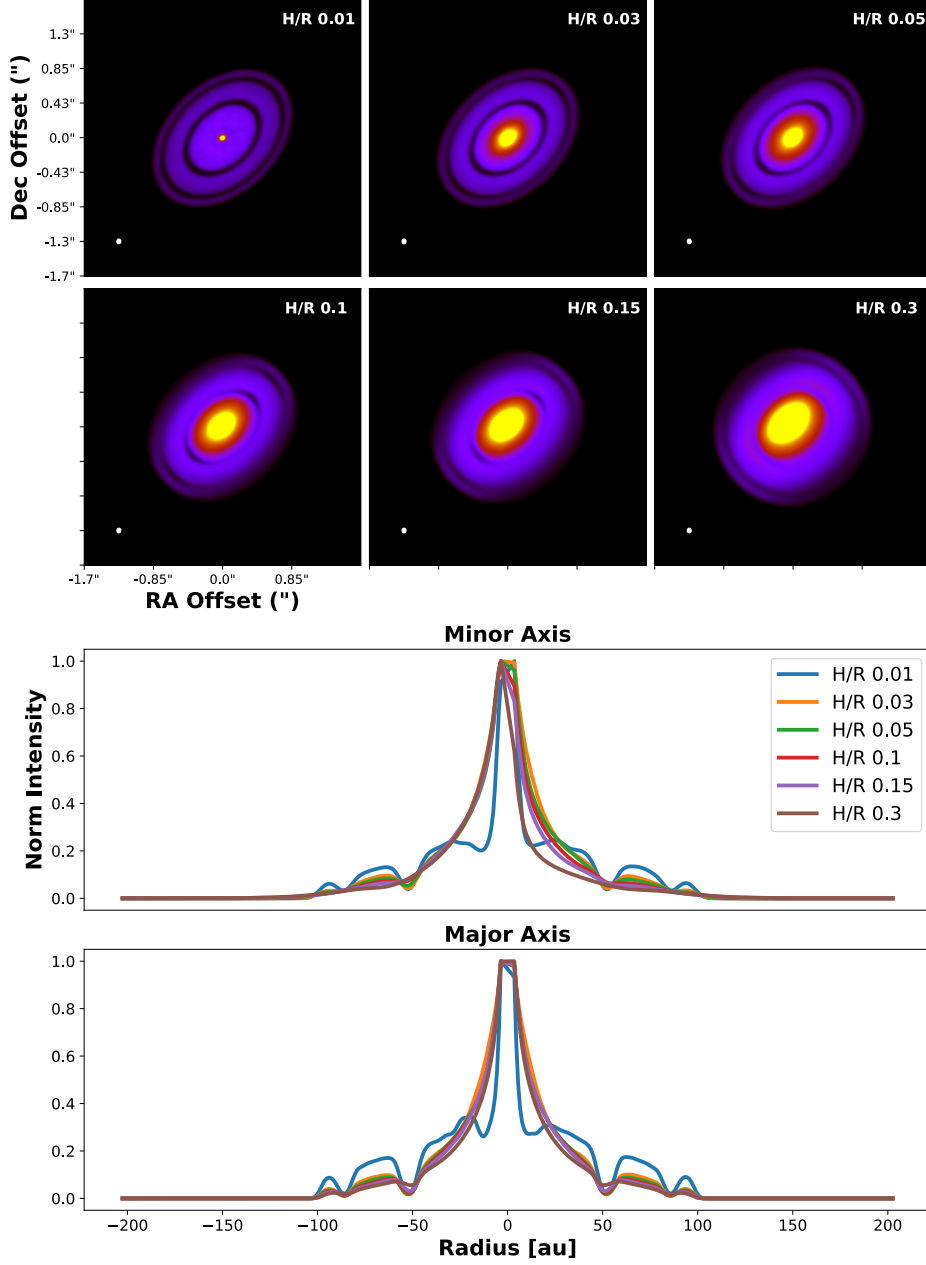 H/R 0.01
H/R 0.03
H/R 0.05
1.3"
0.85"
0.43"
0.0"
-0.43"
-0.85"
-1.3"
-1.7"
Dec Offset (")
H/R 0.1
H/R 0.15
H/R 0.3
-1.7"
-0.85"
0.0"
0.85"
RA Offset (")
Minor Axis
1.0
0.8
0.6
0.4
0.2
0.0
Norm Intensity
H/R 0.01
H/R 0.03
H/R 0.05
H/R 0.1
H/R 0.15
H/R 0.3
Major Axis
1.0
0.8
0.6
0.4
0.2
0.0
−200
−150
−100
−50
0
50
100
150
200
Radius [au]